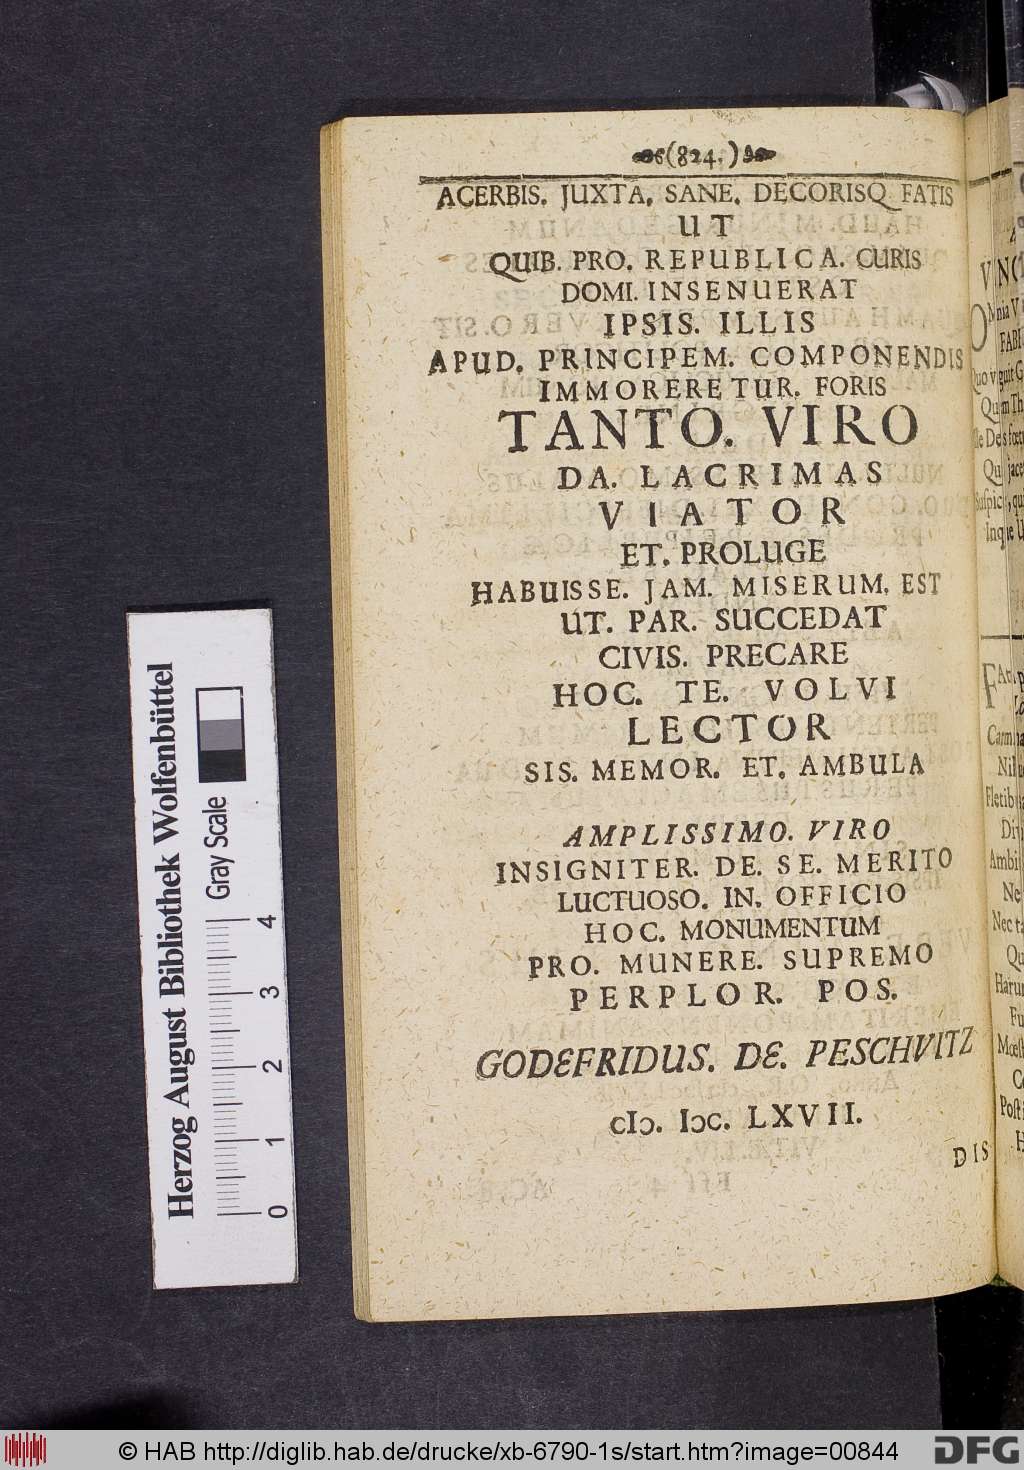 (824.)
ACERBIS. JUXTA. SANE. DECORISQ FATIS
UT
QUIB. PRO. REPUBLICA. CURIS
DOMI. INSENUERAT
IPSIS. ILLIS
APUD. PRINCIPEM. COMPONENDIS
IMMORERETUR. FORIS
TANTO. VIRO
DA. LACRIMAS
VIATOR
ET. PROLUGE
HABUISSE. JAM. MISERUM. EST
UT. PAR. SUCCEDAT
CIVIS. PRECARE
HOC. TE. VOLVI
LECTOR
SIS. MEMOR. ET. AMBULA
AMPLISSIMO. VIRO
INSIGNITER. DE. SE. MERITO
LUCTUOSO. IN. OFFICIO
HOC. MONUMENTUM
PRO. MUNERE. SUPREMO
PERPLOR. POS.
GODEFRIDUS. DE. PESCHVITZ
cIↄ. Iↄc. LXVII.
DIS
Herzog August Bibliothek Wolfenbüttel
Gray Scale
0 1 2 3 4
© HAB http://diglib.hab.de/drucke/xb-6790-1s/start.htm?image=00844
DFG